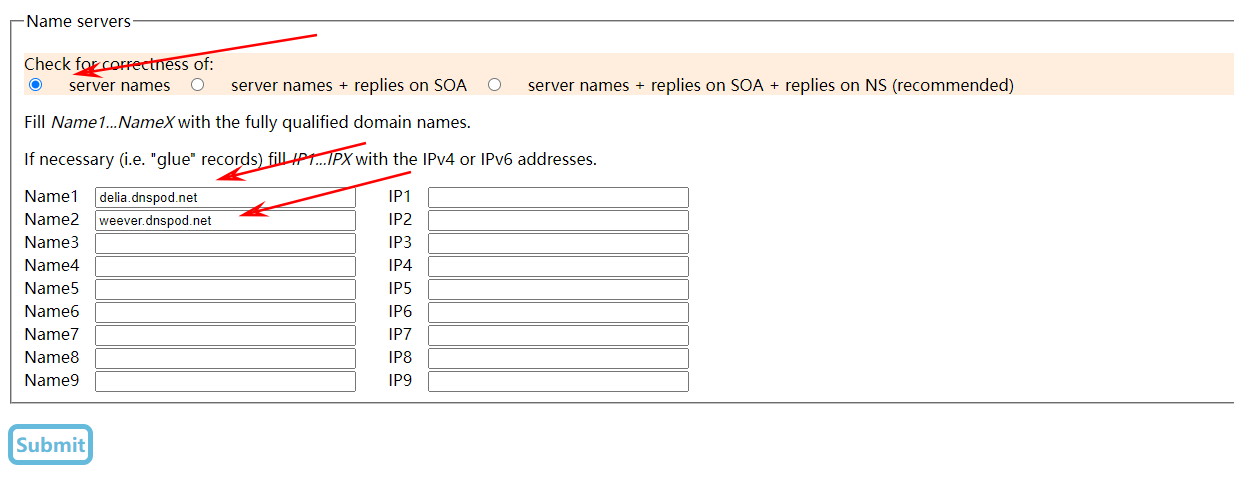 Name servers
Check for correctness of:
server names server names + replies on SOA server names + replies on SOA + replies on NS (recommended)
Fill Name1...NameX with the fully qualified domain names.
If necessary (i.e. "glue" records) fill IP1...IPX with the IPv4 or IPv6 addresses.
Name1 delia.dnspod.net IP1
Name2 weever.dnspod.net IP2
Name3 IP3
Name4 IP4
Name5 IP5
Name6 IP6
Name7 IP7
Name8 IP8
Name9 IP9
Submit